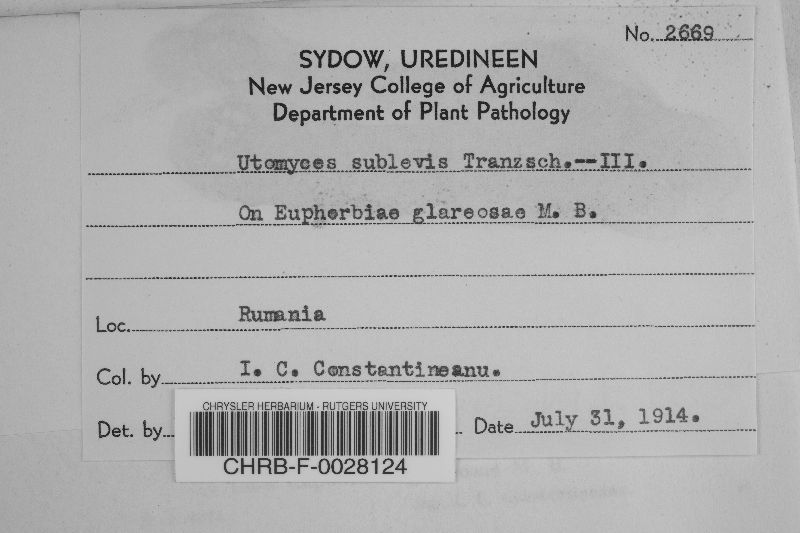 No. 2669
SYDOW, UREDINEEN
New Jersey College of Agriculture
Department of Plant Pathology
Utomyces sublevis Tranzsch.--III.
On Eupherbiae glareosae M. B.
Loc. Rumania
Col. by I. C. Constantineanu.
Det. by
Date July 31, 1914.
CHRYSLER HERBARIUM - RUTGERS UNIVERSITY
CHRB-F-0028124